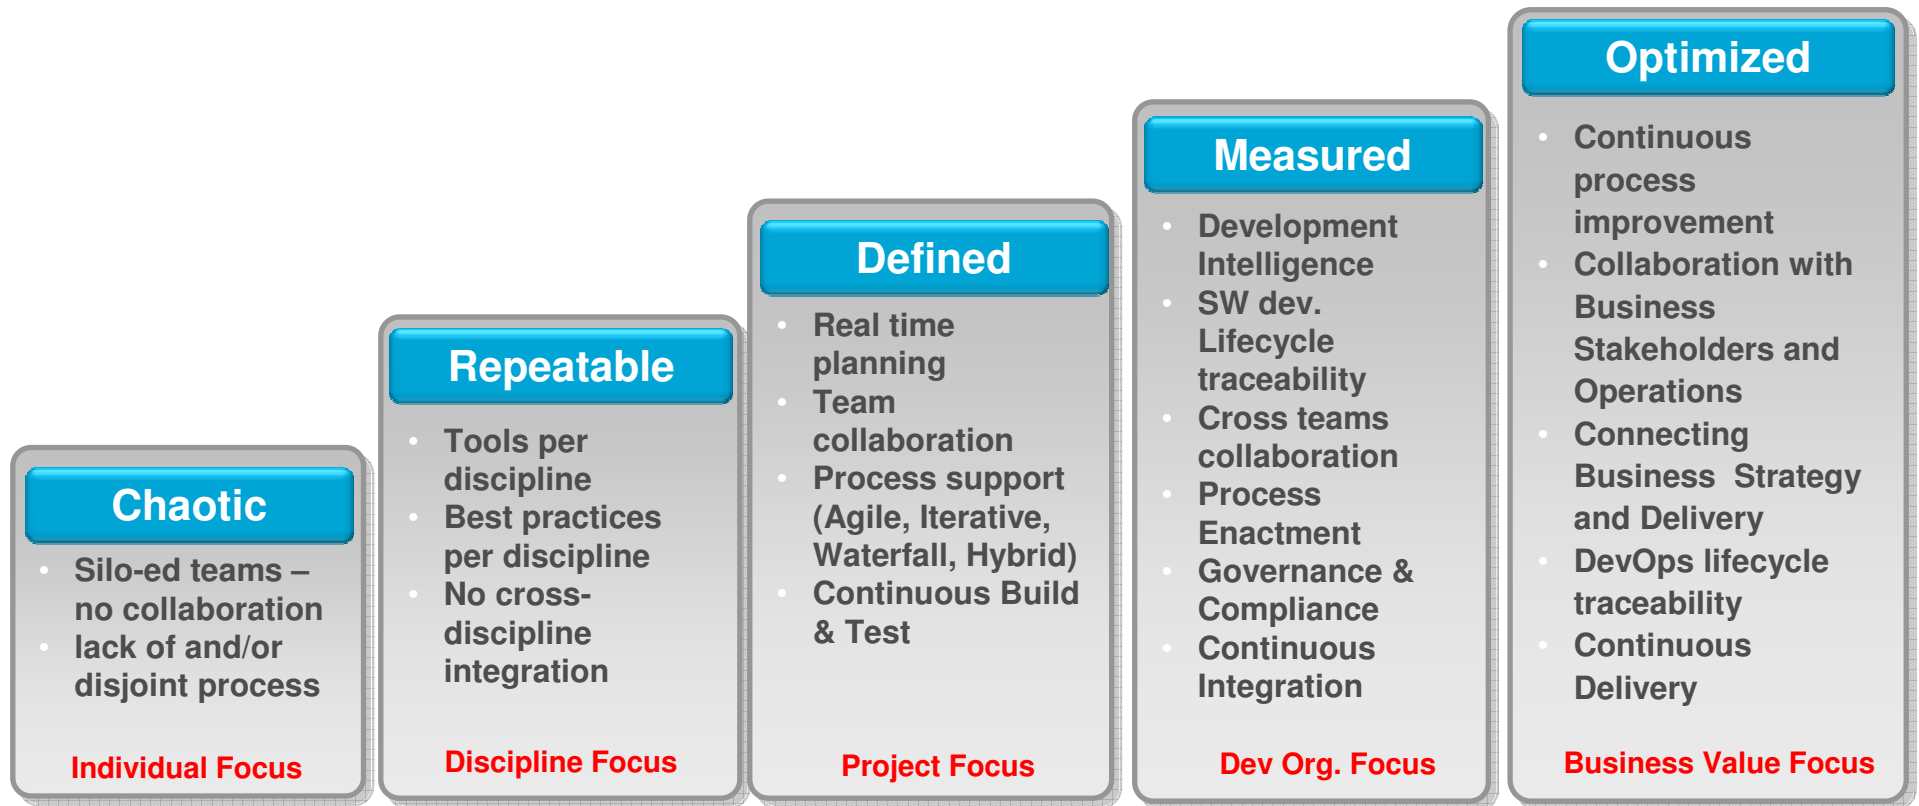 Chaotic
• Silo-ed teams –
no collaboration
• lack of and/or
disjoint process
Individual Focus
Repeatable
• Tools per
discipline
• Best practices
per discipline
• No cross-
discipline
integration
Discipline Focus
Defined
• Real time
planning
• Team
collaboration
• Process support
(Agile, Iterative,
Waterfall, Hybrid)
• Continuous Build
& Test
Project Focus
Measured
• Development
Intelligence
• SW dev.
Lifecycle
traceability
• Cross teams
collaboration
• Process
Enactment
• Governance &
Compliance
• Continuous
Integration
Dev Org. Focus
Optimized
• Continuous
process
improvement
• Collaboration with
Business
Stakeholders and
Operations
• Connecting
Business  Strategy
and Delivery
• DevOps lifecycle
traceability
• Continuous
Delivery
Business Value Focus